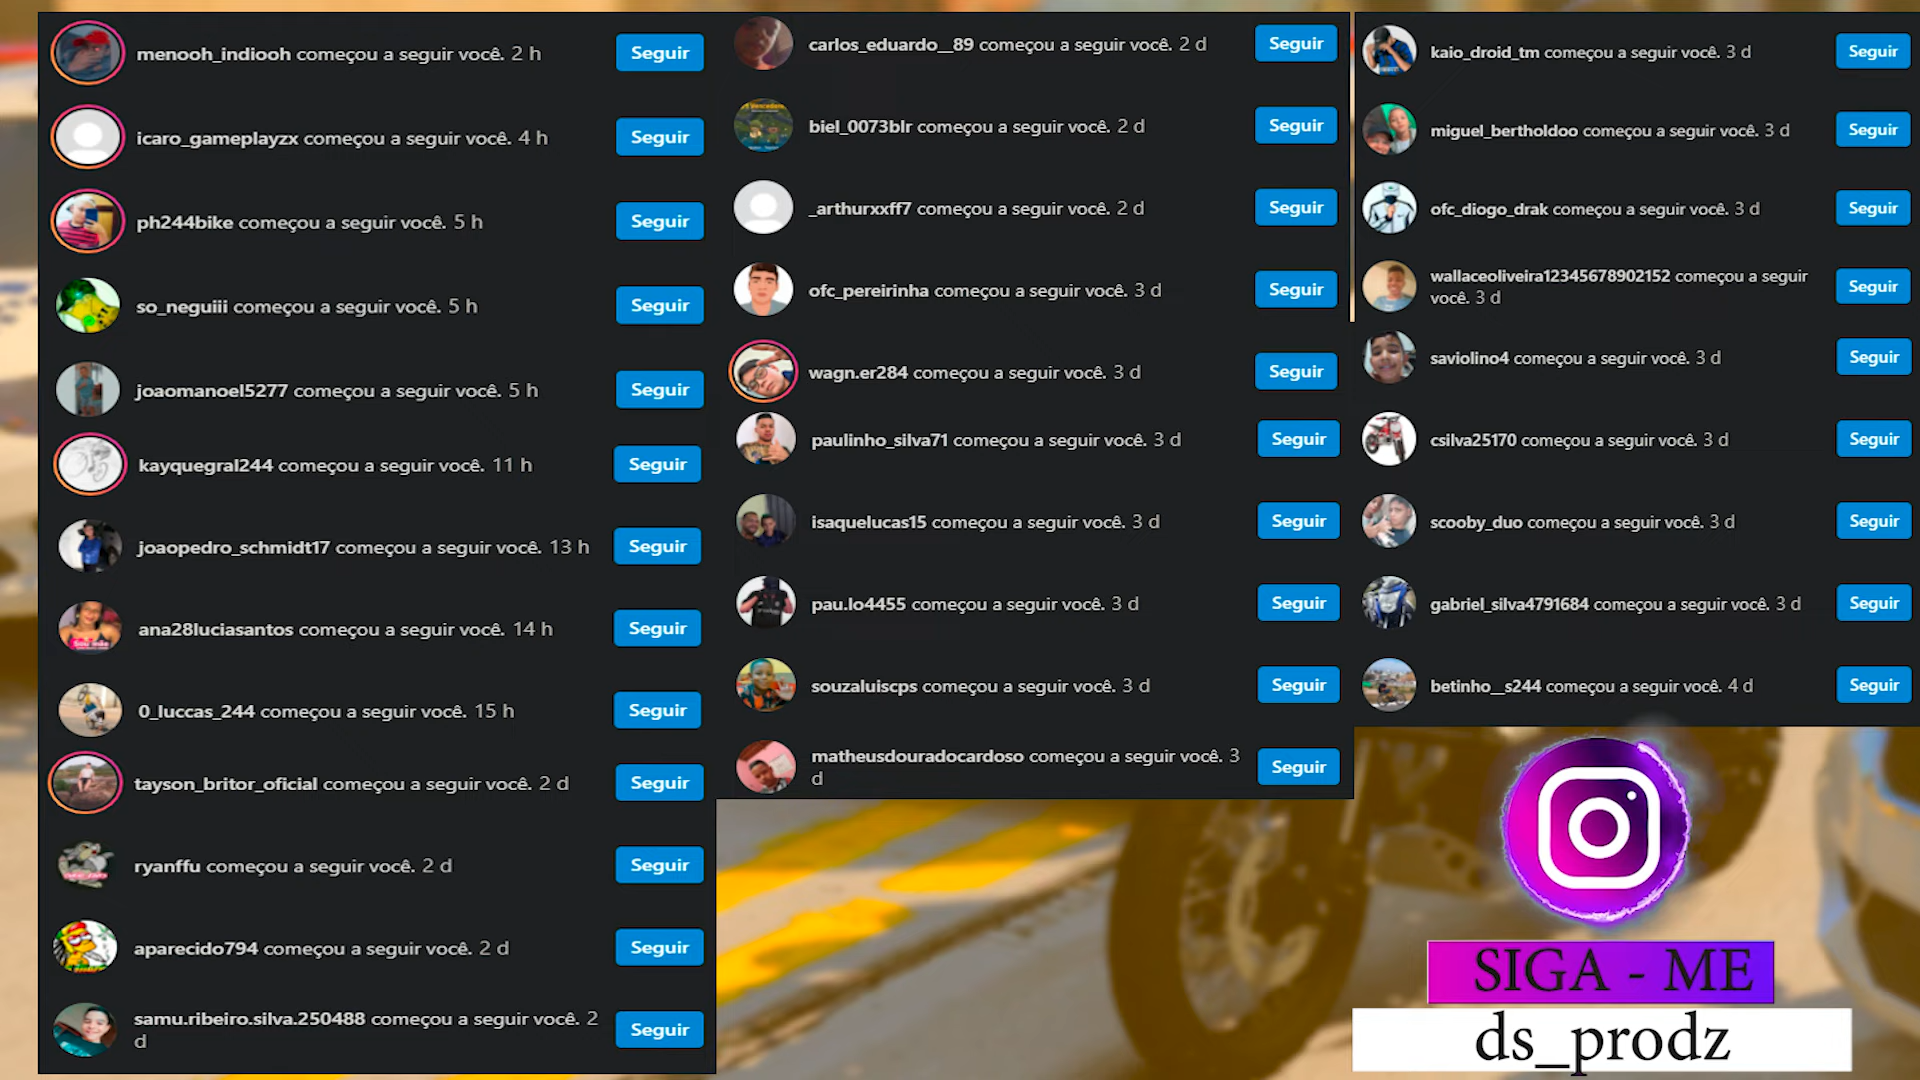 menooh_indiooh começou a seguir você. 2 h
Seguir
icaro_gameplayzx começou a seguir você. 4 h
Seguir
ph244bike começou a seguir você. 5 h
Seguir
so_neguiii começou a seguir você. 5 h
Seguir
joaomanoel5277 começou a seguir você. 5 h
Seguir
kayquegral244 começou a seguir você. 11 h
Seguir
joaopedro_schmidt17 começou a seguir você. 13 h
Seguir
ana28luciasantos começou a seguir você. 14 h
Seguir
0_luccas_244 começou a seguir você. 15 h
Seguir
tayson_britor_oficial começou a seguir você. 2 d
Seguir
ryanffu começou a seguir você. 2 d
Seguir
aparecido794 começou a seguir você. 2 d
Seguir
samu.ribeiro.silva.250488 começou a seguir você. 2
d
Seguir
carlos_eduardo__89 começou a seguir você. 2 d
Seguir
biel_0073blr começou a seguir você. 2 d
Seguir
_arthurxxff7 começou a seguir você. 2 d
Seguir
ofc_pereirinha começou a seguir você. 3 d
Seguir
wagn.er284 começou a seguir você. 3 d
Seguir
paulinho_silva71 começou a seguir você. 3 d
Seguir
isaquelucas15 começou a seguir você. 3 d
Seguir
pau.lo4455 começou a seguir você. 3 d
Seguir
souzaluiscps começou a seguir você. 3 d
Seguir
matheusdouradocardoso começou a seguir você. 3
d
Seguir
kaio_droid_tm começou a seguir você. 3 d
Seguir
miguel_bertholdoo começou a seguir você. 3 d
Seguir
ofc_diogo_drak começou a seguir você. 3 d
Seguir
wallaceoliveira12345678902152 começou a seguir
você. 3 d
Seguir
saviolino4 começou a seguir você. 3 d
Seguir
csilva25170 começou a seguir você. 3 d
Seguir
scooby_duo começou a seguir você. 3 d
Seguir
gabriel_silva4791684 começou a seguir você. 3 d
Seguir
betinho__s244 começou a seguir você. 4 d
Seguir
SIGA - ME
ds_prodz